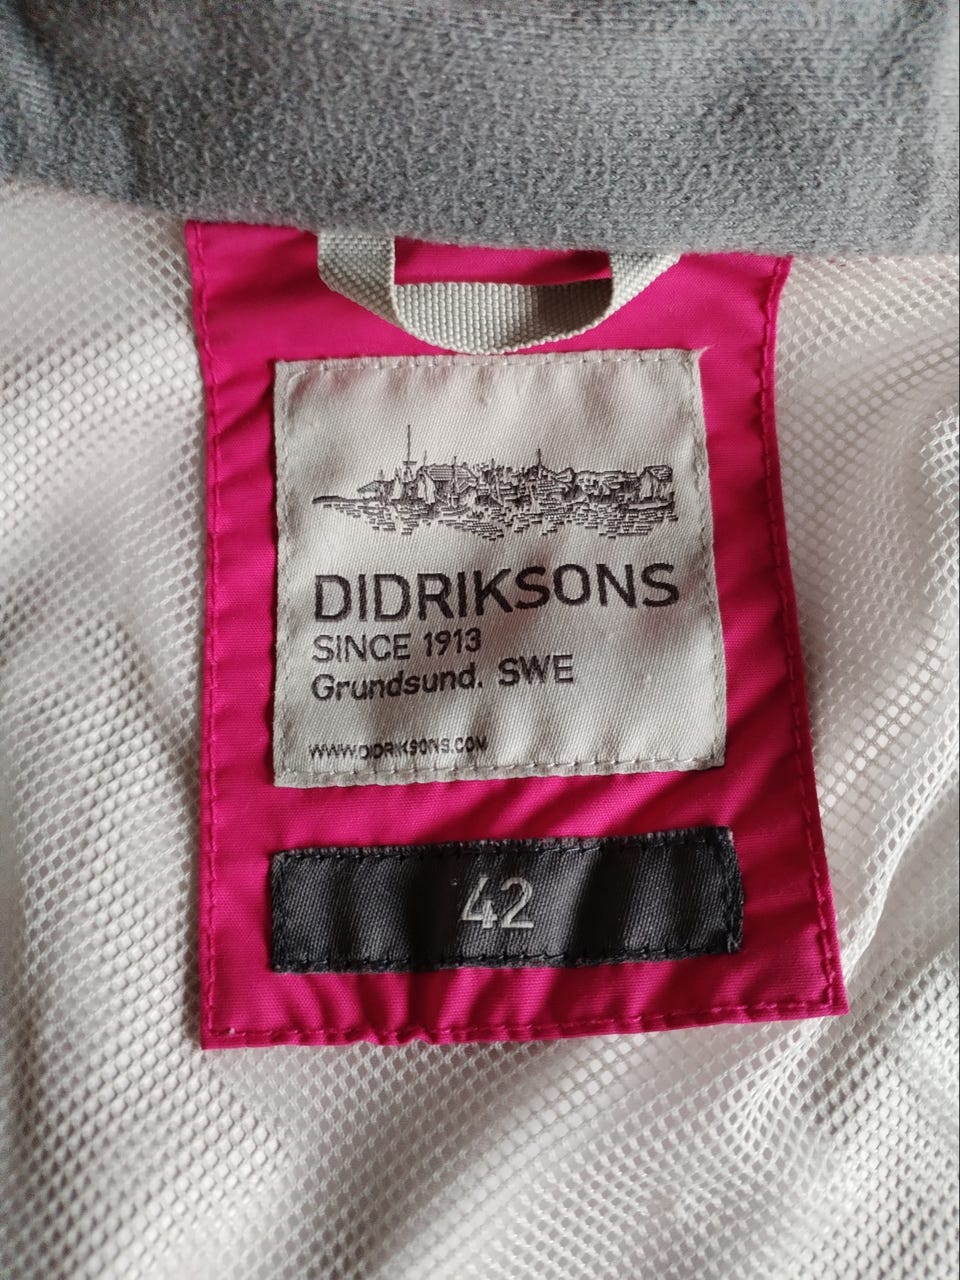 DIDRIKSONS
SINCE 1913
Grundsund. SWE
WWW.DIDRIKSONS.COM
42